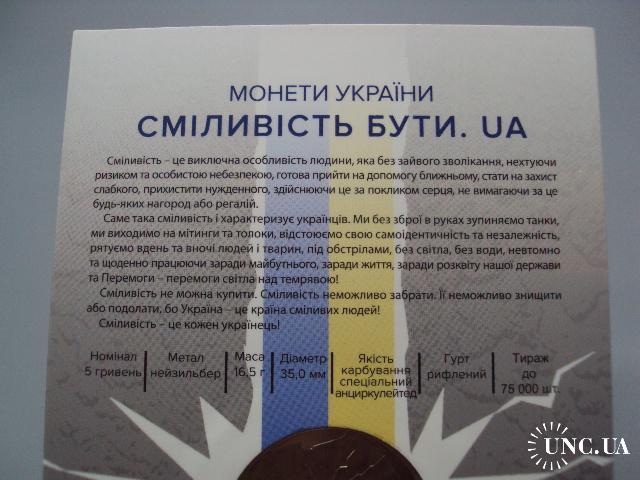 МОНЕТИ УКРАЇНИ
СМІЛИВІСТЬ БУТИ. UA
Сміливість – це виключна особливість людини, яка без зайвого зволікання, нехтуючи
ризиком та особистою небезпекою, готова прийти на допомогу ближньому, стати на захист
слабкого, прихистити нужденного, здійснюючи це за покликом серця, не вимагаючи за це
будь-яких нагород або регалій.
Саме така сміливість і характеризує українців. Ми без зброї в руках зупиняємо танки,
ми виходимо на мітинги та толоки, відстоюємо свою самоідентичність та незалежність,
рятуємо вдень та вночі людей і тварин, під обстрілами, без світла, без води, невтомно
та щоденно працюючи заради майбутнього, заради життя, заради розквіту нашої держави
та Перемоги – перемоги світла над темрявою!
Сміливість не можна купити. Сміливість неможливо забрати. Її неможливо знищити
або подолати, бо Україна – це країна сміливих людей!
Сміливість – це кожен українець!
Номінал Метал Маса Діаметр Якість Гурт Тираж
5 гривень нейзильбер 16,5 г 35,0 мм карбування рифлений до
спеціальний 75 000 шт.
анциркулейтед
UNC.UA